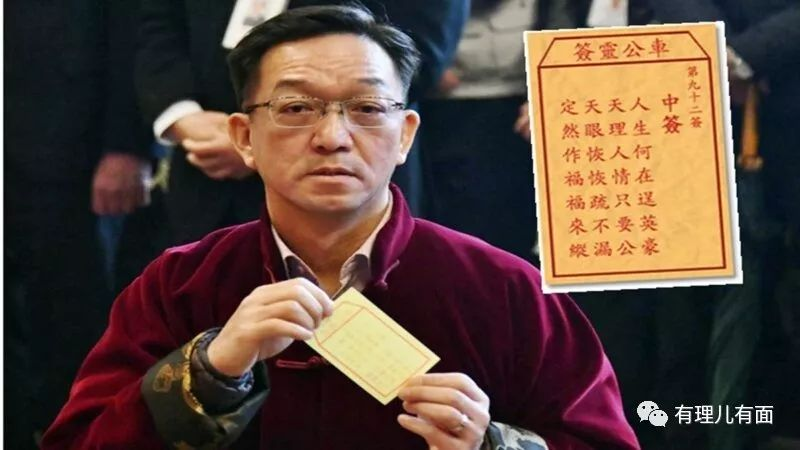 車公靈簽
第九十二簽
中簽
人生何在逞英豪
天理人情只要公
天眼恢恢疏不漏
定然作福福來縱
有理儿有面